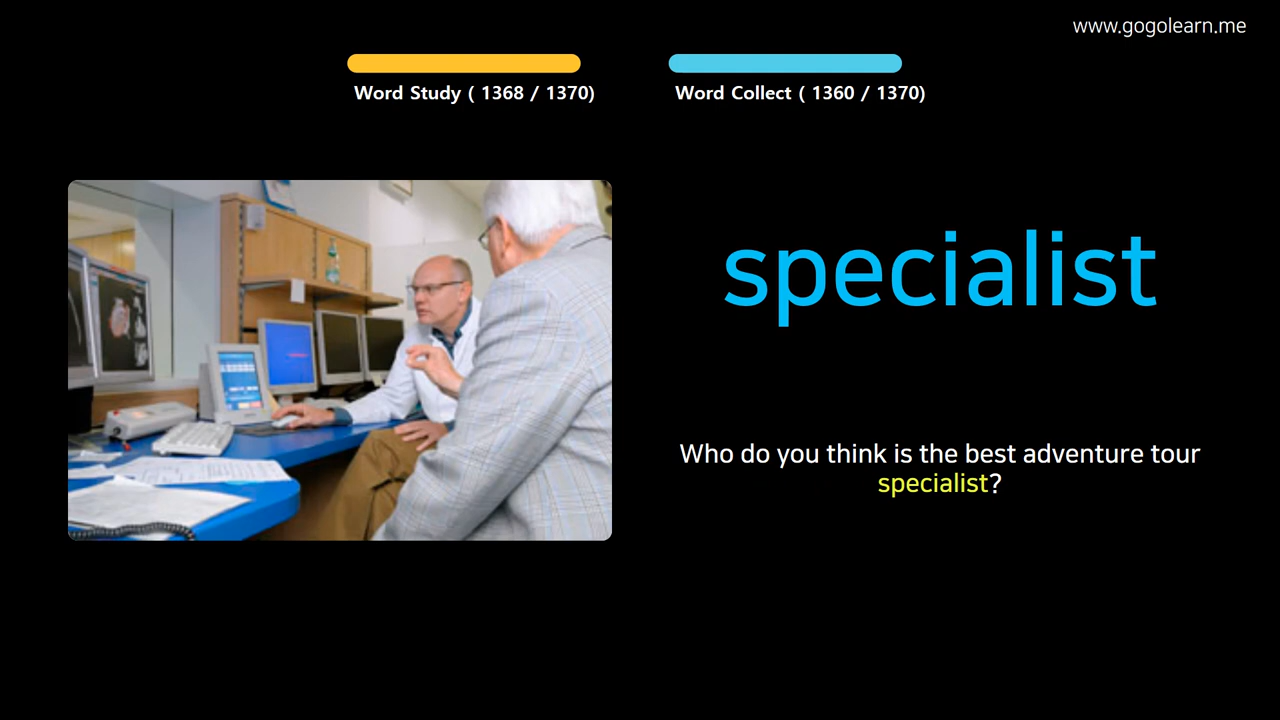 www.gogolearn.me
Word Study ( 1368 / 1370)
Word Collect ( 1360 / 1370)
specialist
Who do you think is the best adventure tour
specialist?